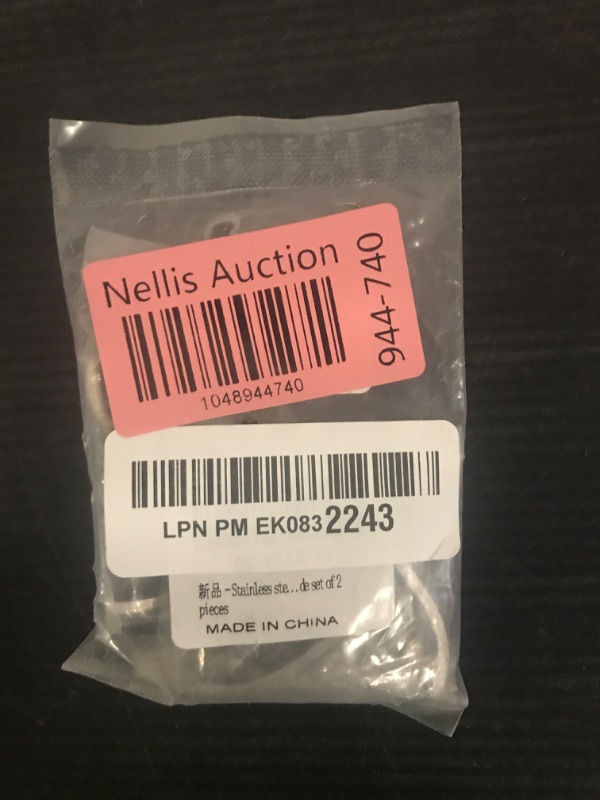 Nellis Auction
944-740
1048944740
LPN PM EK0832243
新品 - Stainless ste...de set of 2
pieces
MADE IN CHINA